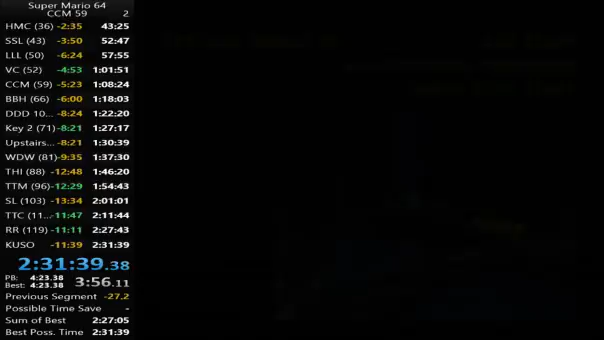 Super Mario 64
CCM 59 2
HMC (36) -2:35 43:25
SSL (43) -3:50 52:47
LLL (50) -6:24 57:55
VC (52) -4:53 1:01:51
CCM (59) -5:23 1:08:24
BBH (66) -6:00 1:18:03
DDD 10... -8:24 1:22:20
Key 2 (71) -8:21 1:27:17
Upstairs... -8:21 1:30:39
WDW (81) -9:35 1:37:30
THI (88) -12:48 1:46:20
TTM (96) -12:29 1:54:43
SL (103) -13:34 2:01:01
TTC (11... -11:47 2:11:44
RR (119) -11:11 2:27:43
KUSO -11:39 2:31:39
2:31:39.38
PB: 4:23.38
Best: 4:23.38
3:56.11
Previous Segment -27.2
Possible Time Save -
Sum of Best 2:27:05
Best Poss. Time 2:31:39